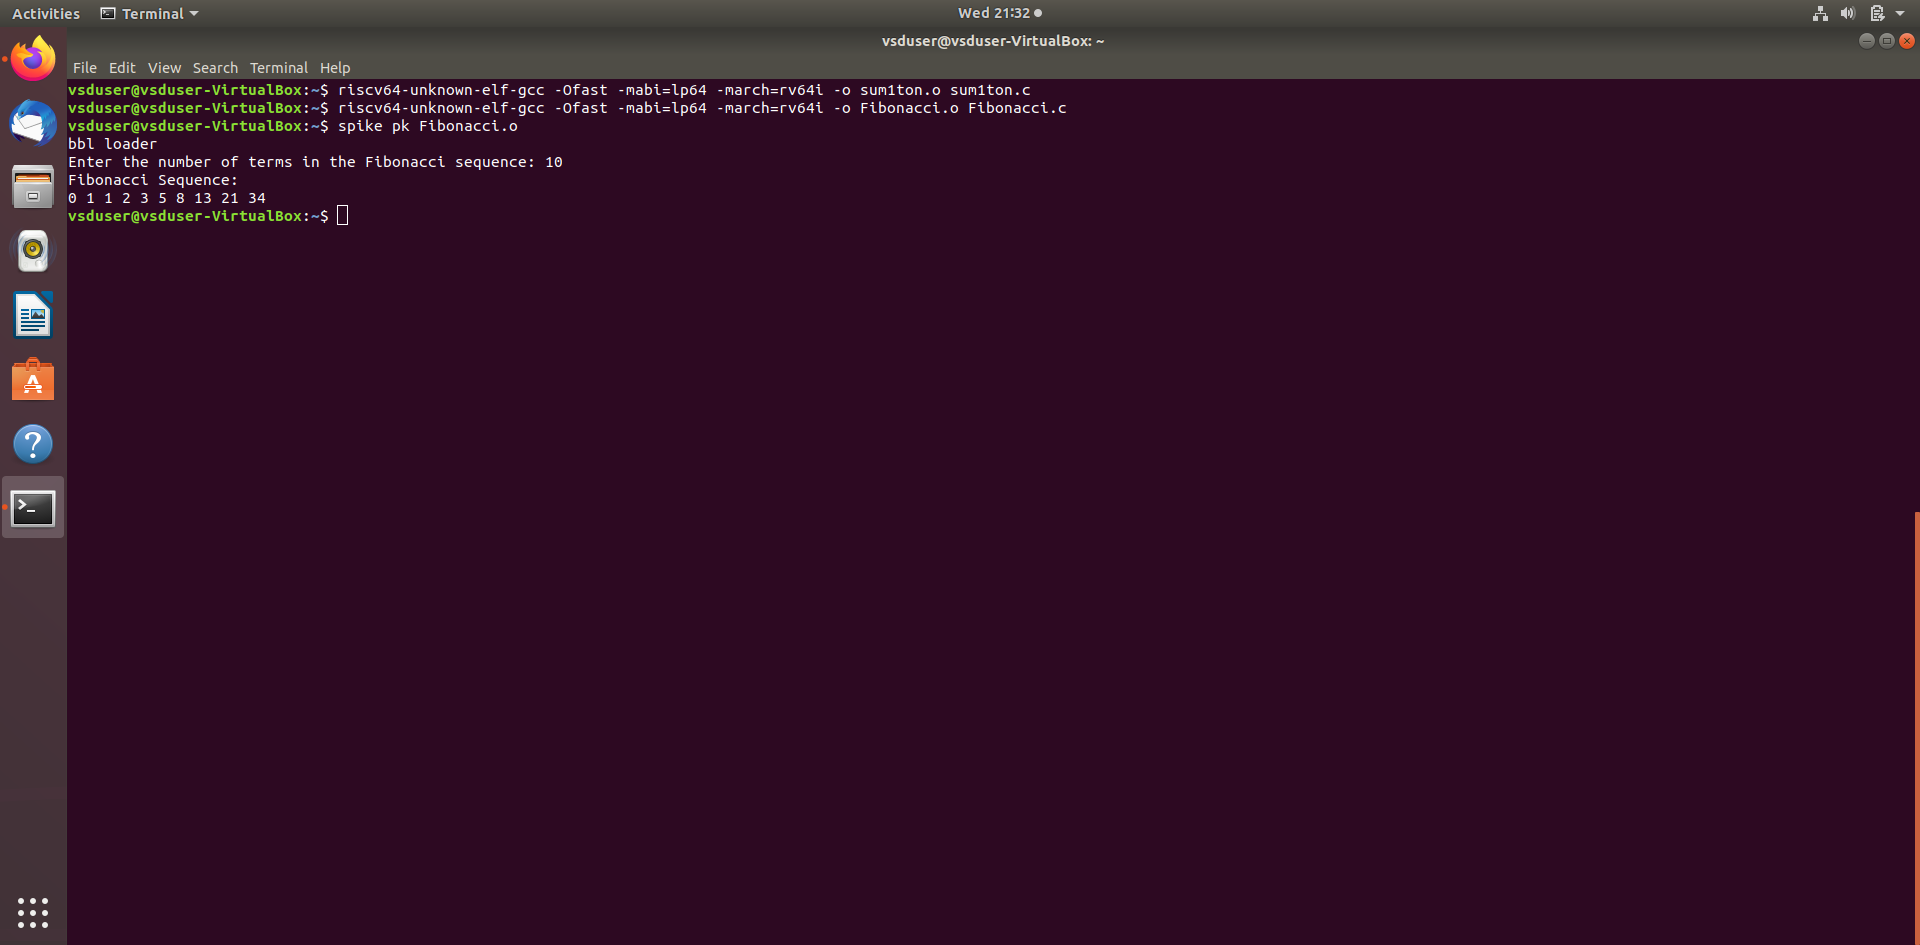 Activities Terminal Wed 21:32
vsduser@vsduser-VirtualBox: ~
File Edit View Search Terminal Help
vsduser@vsduser-VirtualBox:~$ riscv64-unknown-elf-gcc -Ofast -mabi=lp64 -march=rv64i -o sum1ton.o sum1ton.c
vsduser@vsduser-VirtualBox:~$ riscv64-unknown-elf-gcc -Ofast -mabi=lp64 -march=rv64i -o Fibonacci.o Fibonacci.c
vsduser@vsduser-VirtualBox:~$ spike pk Fibonacci.o
bbl loader
Enter the number of terms in the Fibonacci sequence: 10
Fibonacci Sequence:
0 1 1 2 3 5 8 13 21 34
vsduser@vsduser-VirtualBox:~$